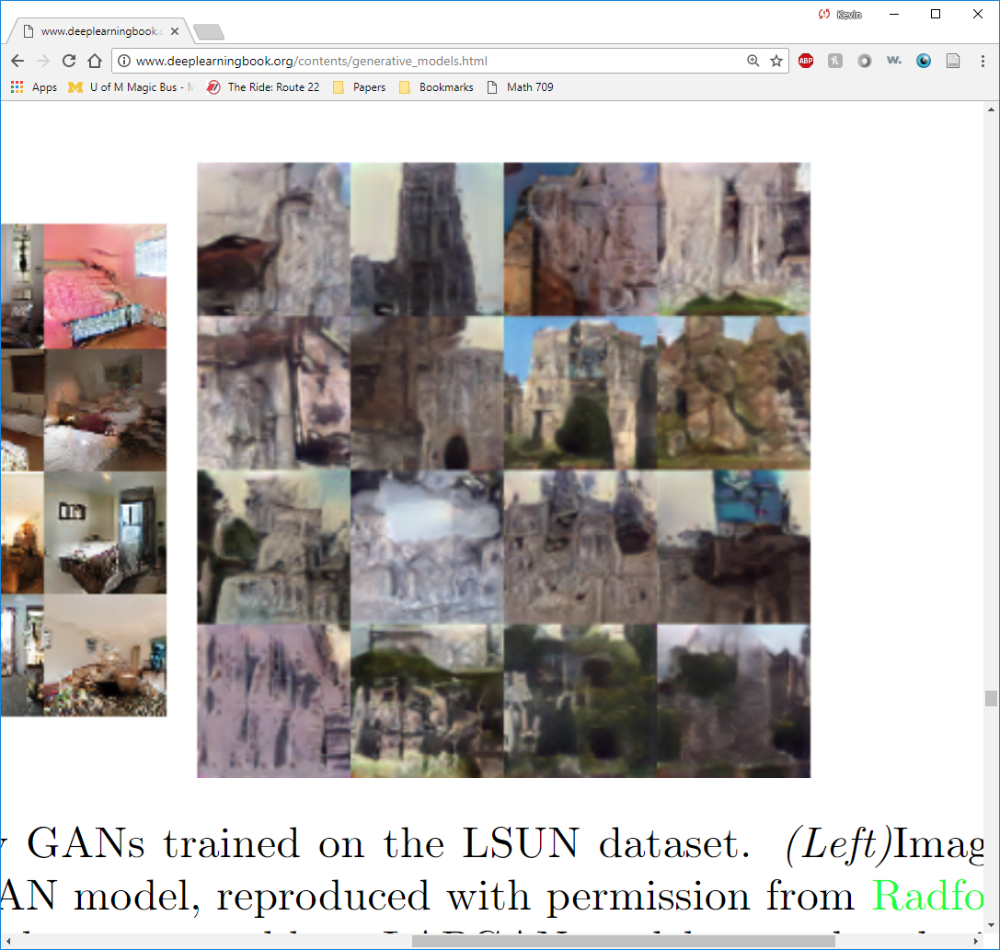 Kevin
www.deeplearningbook.
www.deeplearningbook.org/contents/generative_models.html
ABP
w.
Apps U of M Magic Bus - The Ride: Route 22 Papers Bookmarks Math 709
GANs trained on the LSUN dataset. (Left)Imag
AN model, reproduced with permission from Radfo